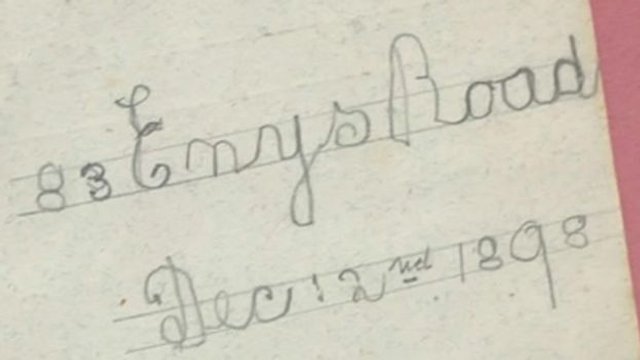 83 Enys Road
Dec: 2nd 1898